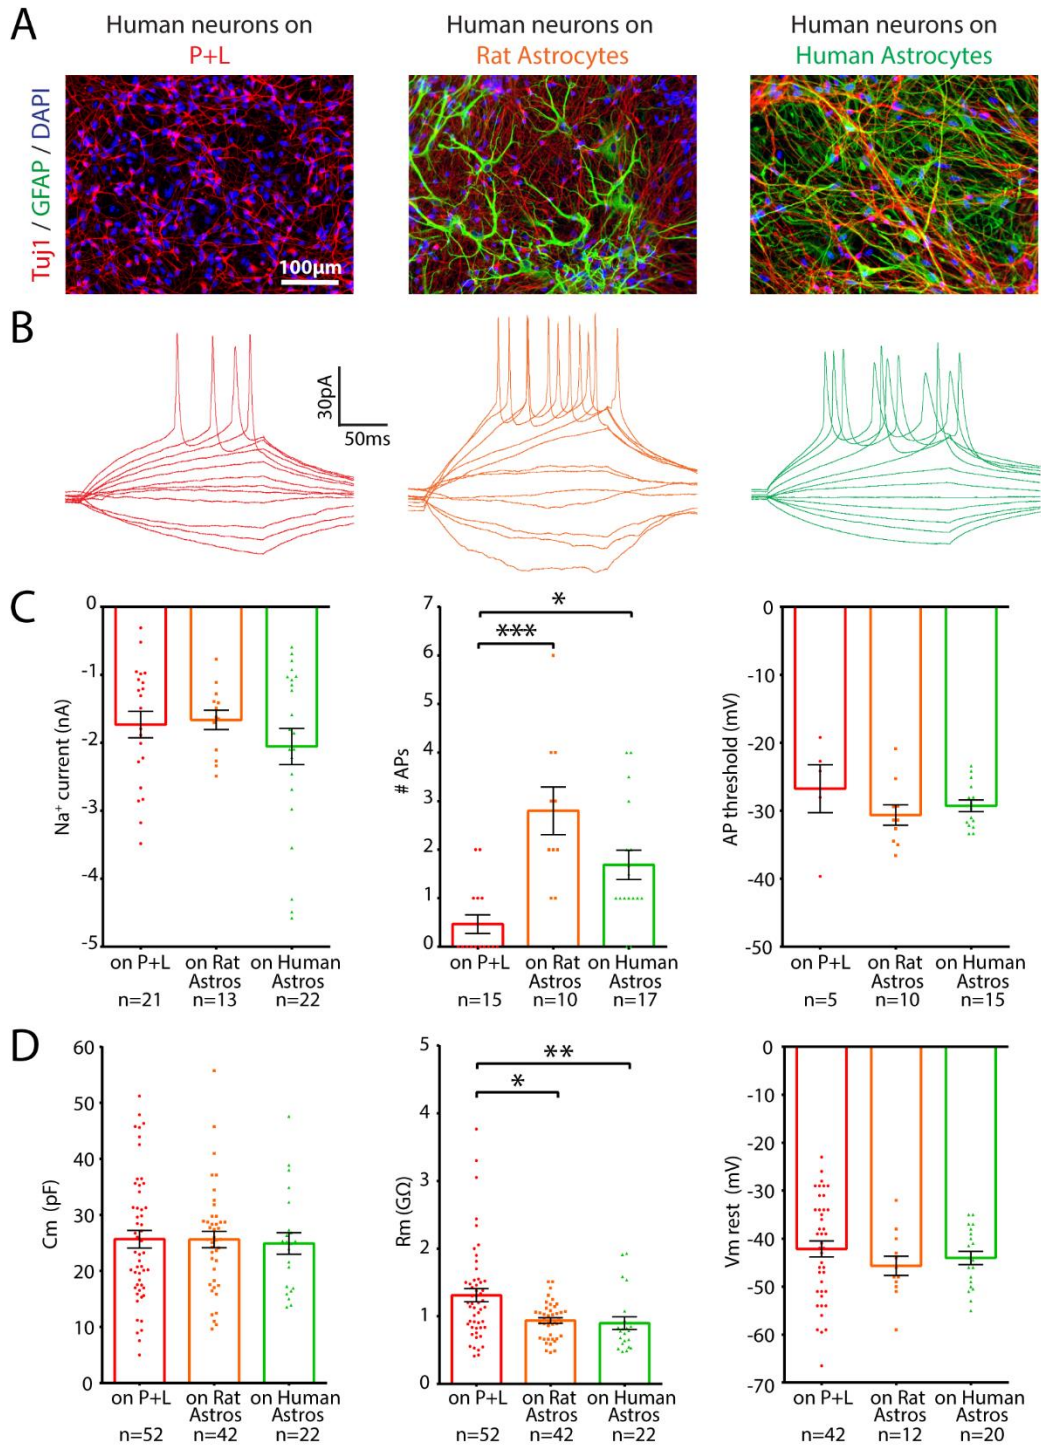 A
Human neurons on
P+L
Human neurons on
Rat Astrocytes
Human neurons on
Human Astrocytes
Tuj1 / GFAP / DAPI
100µm
B
30pA
50ms
C
Na⁺ current (nA)
0
-1
-2
-3
-4
-5
on P+L
on Rat
Astros
on Human
Astros
n=21
n=13
n=22
# APs
7
6
5
4
3
2
1
0
*
***
on P+L
on Rat
Astros
on Human
Astros
n=15
n=10
n=17
AP threshold (mV)
0
-10
-20
-30
-40
-50
on P+L
on Rat
Astros
on Human
Astros
n=5
n=10
n=15
D
Cm (pF)
60
50
40
30
20
10
0
on P+L
on Rat
Astros
on Human
Astros
n=52
n=42
n=22
Rm (GΩ)
5
4
3
2
1
0
**
*
on P+L
on Rat
Astros
on Human
Astros
n=52
n=42
n=22
Vm rest (mV)
0
-10
-20
-30
-40
-50
-60
-70
on P+L
on Rat
Astros
on Human
Astros
n=42
n=12
n=20